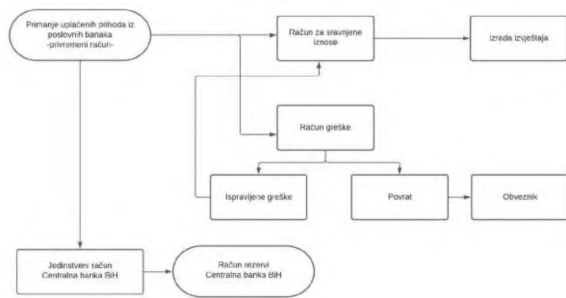 Primanje uplaćenih prihoda iz
poslovnih banaka
-privremeni račun-
Račun za sravnjene
iznose
Izrada izvještaja
Račun greške
Ispravljene greške
Povrat
Obveznik
Jedinstveni račun
Centralna banka BiH
Račun rezervi
Centralna banka BiH